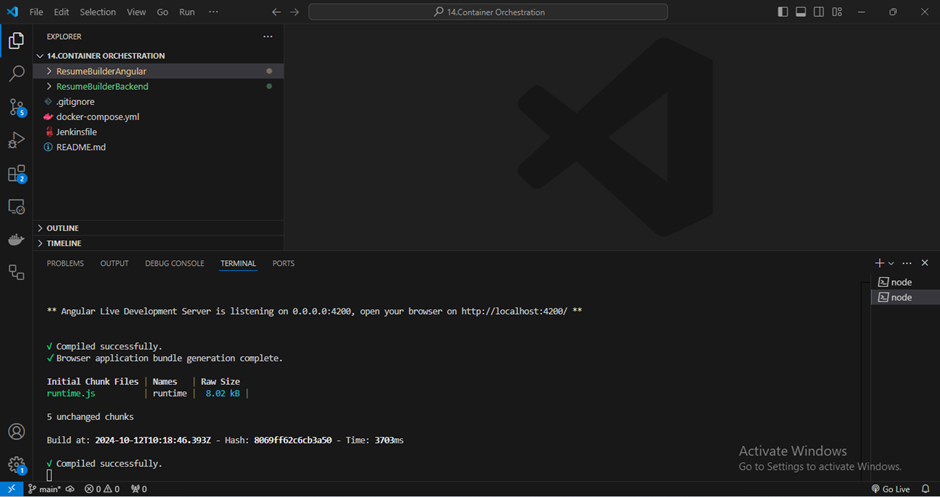 File Edit Selection View Go Run ··· 14.Container Orchestration
EXPLORER ···
14.CONTAINER ORCHESTRATION
ResumeBuilderAngular
ResumeBuilderBackend
.gitignore
docker-compose.yml
Jenkinsfile
README.md
5
2
OUTLINE
TIMELINE
PROBLEMS OUTPUT DEBUG CONSOLE TERMINAL PORTS
node
node
** Angular Live Development Server is listening on 0.0.0.0:4200, open your browser on http://localhost:4200/ **
√ Compiled successfully.
✓ Browser application bundle generation complete.
Initial Chunk Files | Names | Raw Size
runtime.js | runtime | 8.02 kB |
5 unchanged chunks
Build at: 2024-10-12T10:18:46.393Z - Hash: 8069ff62c6cb3a50 - Time: 3703ms
√ Compiled successfully.
Activate Windows
Go to Settings to activate Windows.
1
main* 0 0 0 Go Live